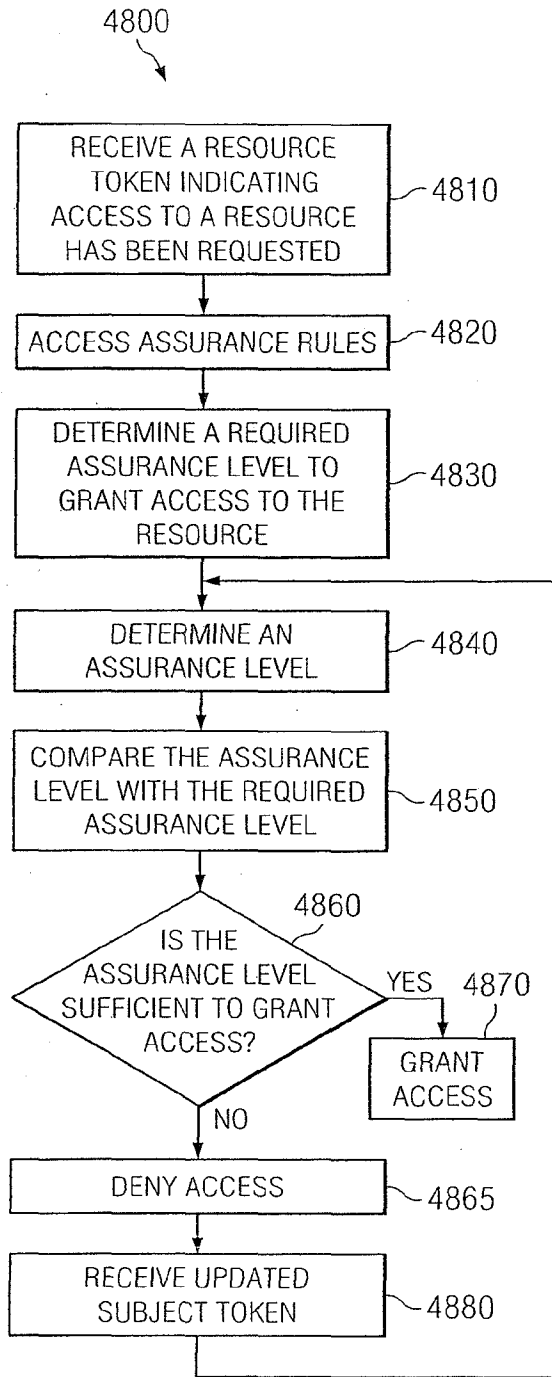 4800
RECEIVE A RESOURCE
TOKEN INDICATING
ACCESS TO A RESOURCE
HAS BEEN REQUESTED
4810
ACCESS ASSURANCE RULES
4820
DETERMINE A REQUIRED
ASSURANCE LEVEL TO
GRANT ACCESS TO THE
RESOURCE
4830
DETERMINE AN
ASSURANCE LEVEL
4840
COMPARE THE ASSURANCE
LEVEL WITH THE REQUIRED
ASSURANCE LEVEL
4850
4860
IS THE
ASSURANCE LEVEL
SUFFICIENT TO GRANT
ACCESS?
YES
4870
GRANT
ACCESS
NO
DENY ACCESS
4865
RECEIVE UPDATED
SUBJECT TOKEN
4880